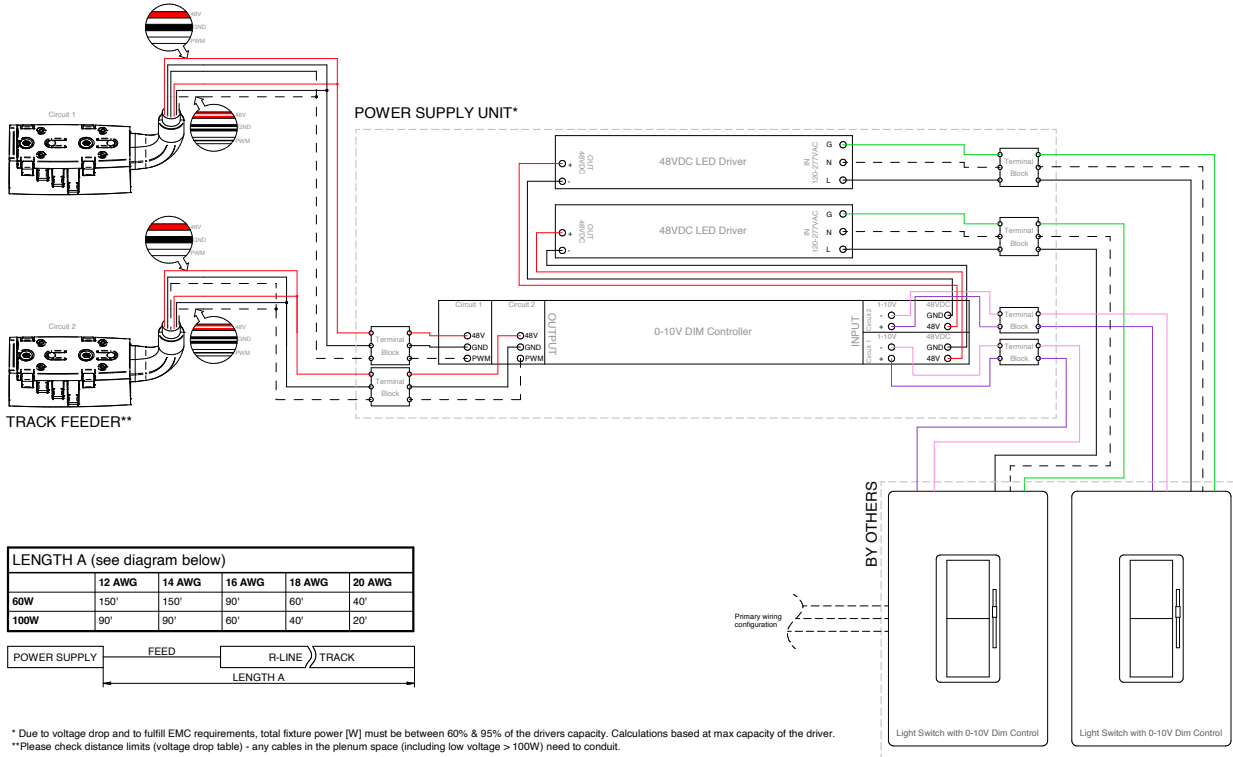 48V
GND
PWM
Circuit 1
48V
GND
PWM
POWER SUPPLY UNIT*
+
-
OUT
48VDC
48VDC LED Driver
IN
120-277VAC
G
N
L
Terminal
Block
+
-
OUT
48VDC
48VDC LED Driver
IN
120-277VAC
G
N
L
Terminal
Block
48V
GND
PWM
Circuit 2
48V
GND
PWM
TRACK FEEDER**
Terminal
Block
Terminal
Block
Circuit 1
Circuit 2
48V
GND
PWM
48V
GND
PWM
OUTPUT
0-10V DIM Controller
INPUT
Circuit 2
1-10V
-
+
48VDC
GND
48V
Circuit 1
1-10V
-
+
48VDC
GND
48V
Terminal
Block
Terminal
Block
BY OTHERS
Primary wiring
configuration
Light Switch with 0-10V Dim Control
Light Switch with 0-10V Dim Control
LENGTH A (see diagram below)
12 AWG 14 AWG 16 AWG 18 AWG 20 AWG
60W 150' 150' 90' 60' 40'
100W 90' 90' 60' 40' 20'
POWER SUPPLY FEED R-LINE TRACK
LENGTH A
* Due to voltage drop and to fulfill EMC requirements, total fixture power [W] must be between 60% & 95% of the drivers capacity. Calculations based at max capacity of the driver.
**Please check distance limits (voltage drop table) - any cables in the plenum space (including low voltage > 100W) need to conduit.